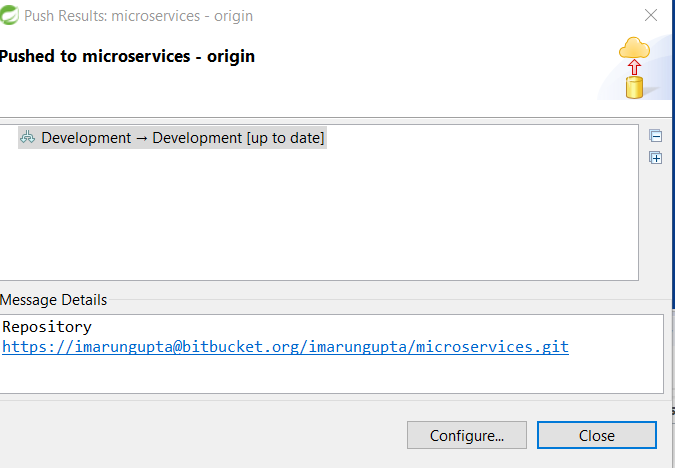 Push Results: microservices - origin
Pushed to microservices - origin
Development → Development [up to date]
Message Details
Repository
https://imarungupta@bitbucket.org/imarungupta/microservices.git
Configure...
Close